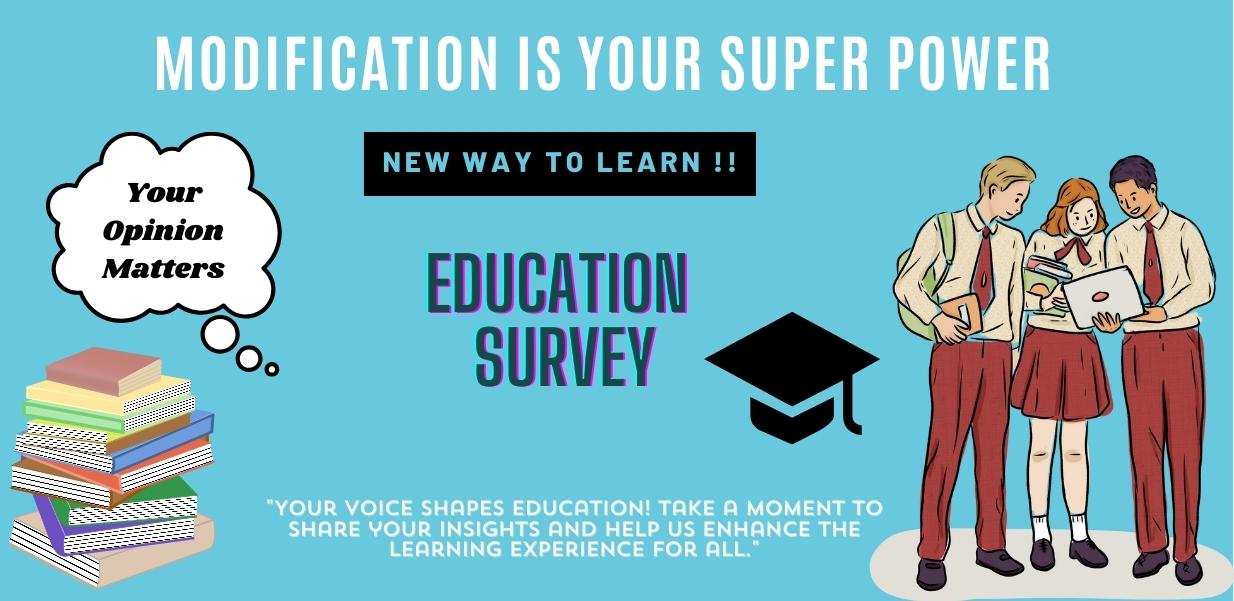 MODIFICATION IS YOUR SUPER POWER
NEW WAY TO LEARN !!
Your
Opinion
Matters
EDUCATION
SURVEY
"YOUR VOICE SHAPES EDUCATION! TAKE A MOMENT TO
SHARE YOUR INSIGHTS AND HELP US ENHANCE THE
LEARNING EXPERIENCE FOR ALL."